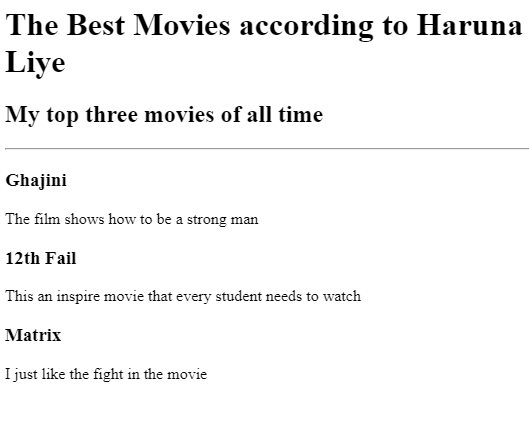 The Best Movies according to Haruna
Liye
My top three movies of all time
Ghajini
The film shows how to be a strong man
12th Fail
This an inspire movie that every student needs to watch
Matrix
I just like the fight in the movie